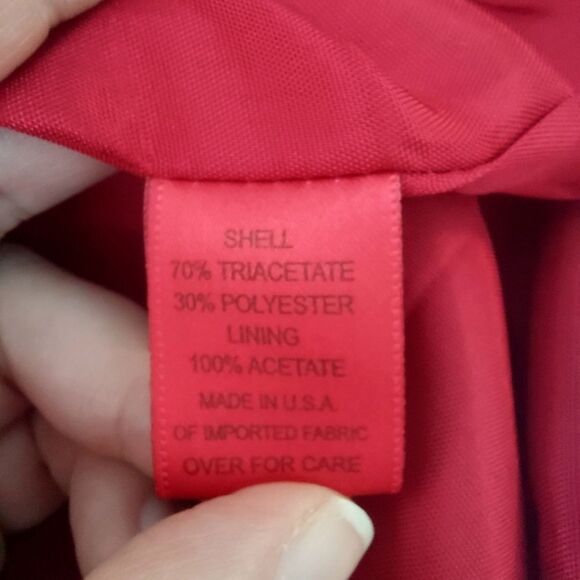 SHELL
70% TRIACETATE
30% POLYESTER
LINING
100% ACETATE
MADE IN U.S.A.
OF IMPORTED FABRIC
OVER FOR CARE